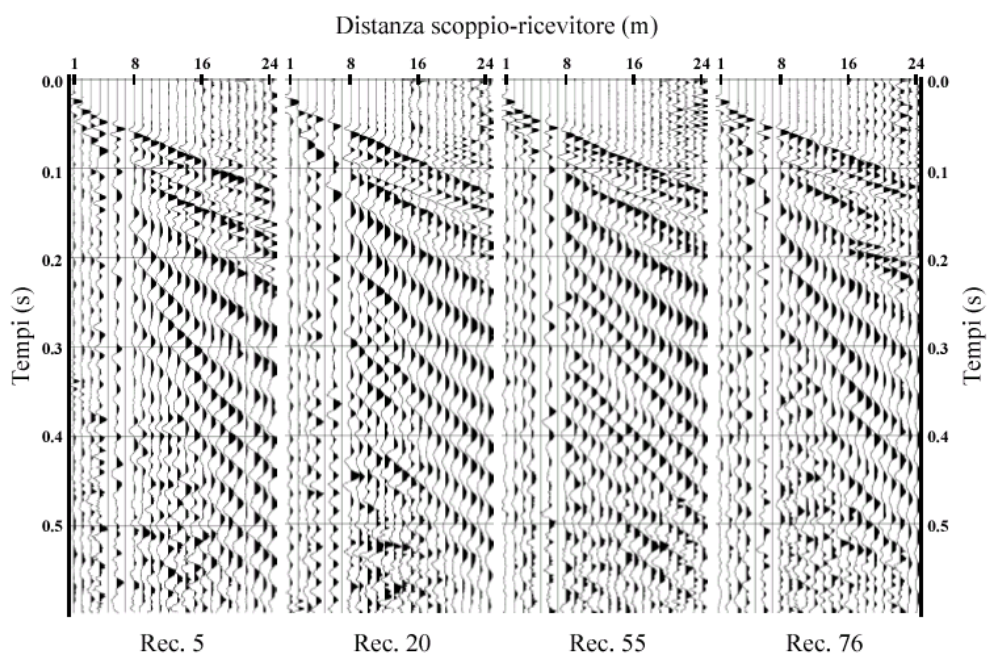 Distanza scoppio-ricevitore (m)
1 8 16 24 1 8 16 24 1 8 16 24 1 8 16 24
0.0 0.0
0.1 0.1
0.2 0.2
0.3 0.3
0.4 0.4
0.5 0.5
Tempi (s)
Tempi (s)
Rec. 5 Rec. 20 Rec. 55 Rec. 76